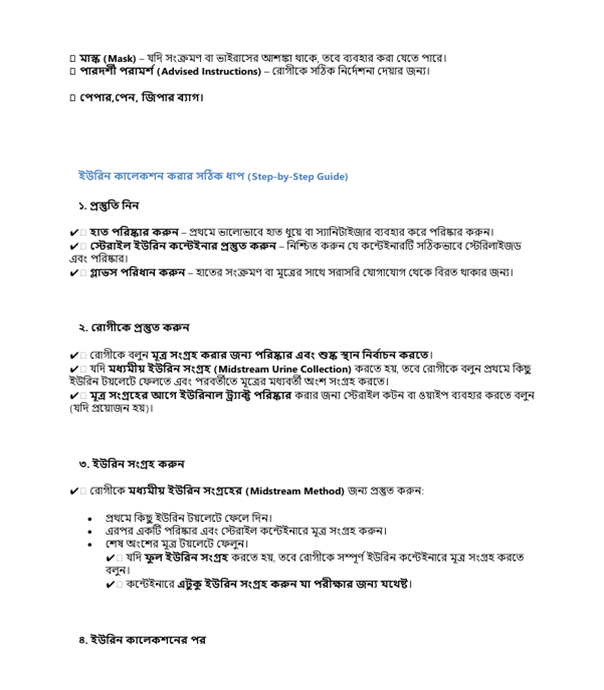 ▯ মাস্ক (Mask) – যদি সংক্রমণ বা ভাইরাসের আশঙ্কা থাকে, তবে ব্যবহার করা যেতে পারে।
▯ পারদর্শী পরামর্শ (Advised Instructions) – রোগীকে সঠিক নির্দেশনা দেয়ার জন্য।
▯ পেপার,পেন, জিপার ব্যাগ।
ইউরিন কালেকশন করার সঠিক ধাপ (Step-by-Step Guide)
১. প্রস্তুতি নিন
✔▯ হাত পরিষ্কার করুন – প্রথমে ভালোভাবে হাত ধুয়ে বা স্যানিটাইজার ব্যবহার করে পরিষ্কার করুন।
✔▯ স্টেরাইল ইউরিন কন্টেইনার প্রস্তুত করুন – নিশ্চিত করুন যে কন্টেইনারটি সঠিকভাবে স্টেরিলাইজড
এবং পরিষ্কার।
✔▯ গ্লাভস পরিধান করুন – হাতের সংক্রমণ বা মূত্রের সাথে সরাসরি যোগাযোগ থেকে বিরত থাকার জন্য।
২. রোগীকে প্রস্তুত করুন
✔▯ রোগীকে বলুন মূত্র সংগ্রহ করার জন্য পরিষ্কার এবং শুষ্ক স্থান নির্বাচন করতে।
✔▯ যদি মধ্যমীয় ইউরিন সংগ্রহ (Midstream Urine Collection) করতে হয়, তবে রোগীকে বলুন প্রথমে কিছু
ইউরিন টয়লেটে ফেলতে এবং পরবর্তীতে মূত্রের মধ্যবর্তী অংশ সংগ্রহ করতে।
✔▯ মূত্র সংগ্রহের আগে ইউরিনাল ট্র্যাক্ট পরিষ্কার করার জন্য স্টেরাইল কটন বা ওয়াইপ ব্যবহার করতে বলুন
(যদি প্রয়োজন হয়)।
৩. ইউরিন সংগ্রহ করুন
✔▯ রোগীকে মধ্যমীয় ইউরিন সংগ্রহের (Midstream Method) জন্য প্রস্তুত করুন:
• প্রথমে কিছু ইউরিন টয়লেটে ফেলে দিন।
• এরপর একটি পরিষ্কার এবং স্টেরাইল কন্টেইনারে মূত্র সংগ্রহ করুন।
• শেষ অংশের মূত্র টয়লেটে ফেলুন।
✔▯ যদি ফুল ইউরিন সংগ্রহ করতে হয়, তবে রোগীকে সম্পূর্ণ ইউরিন কন্টেইনারে মূত্র সংগ্রহ করতে
বলুন।
✔▯ কন্টেইনারে এটুকু ইউরিন সংগ্রহ করুন যা পরীক্ষার জন্য যথেষ্ট।
৪. ইউরিন কালেকশনের পর